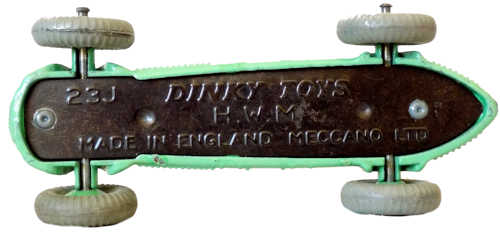 23J DINKY TOYS
H.W.M
MADE IN ENGLAND MECCANO LTD